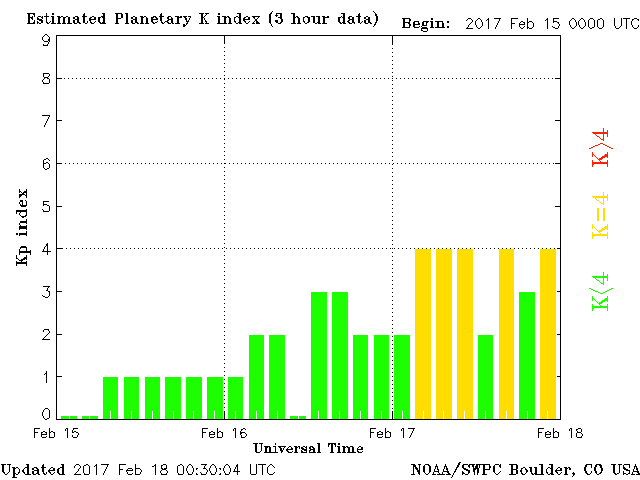 Estimated Planetary K index (3 hour data)
Begin: 2017 Feb 15 0000 UTC
9
8
7
6
5
4
3
2
1
0
Kp index
K>4
K=4
K<4
Feb 15
Feb 16
Feb 17
Feb 18
Universal Time
Updated 2017 Feb 18 00:30:04 UTC
NOAA/SWPC Boulder, CO USA